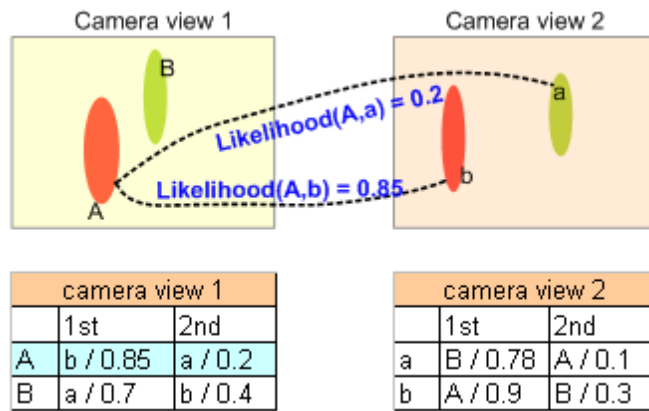 Camera view 1
Camera view 2
B
a
Likelihood(A,a) = 0.2
Likelihood(A,b) = 0.85
b
A
camera view 1
1st 2nd
A b / 0.85 a / 0.2
B a / 0.7 b / 0.4
camera view 2
1st 2nd
a B / 0.78 A / 0.1
b A / 0.9 B / 0.3